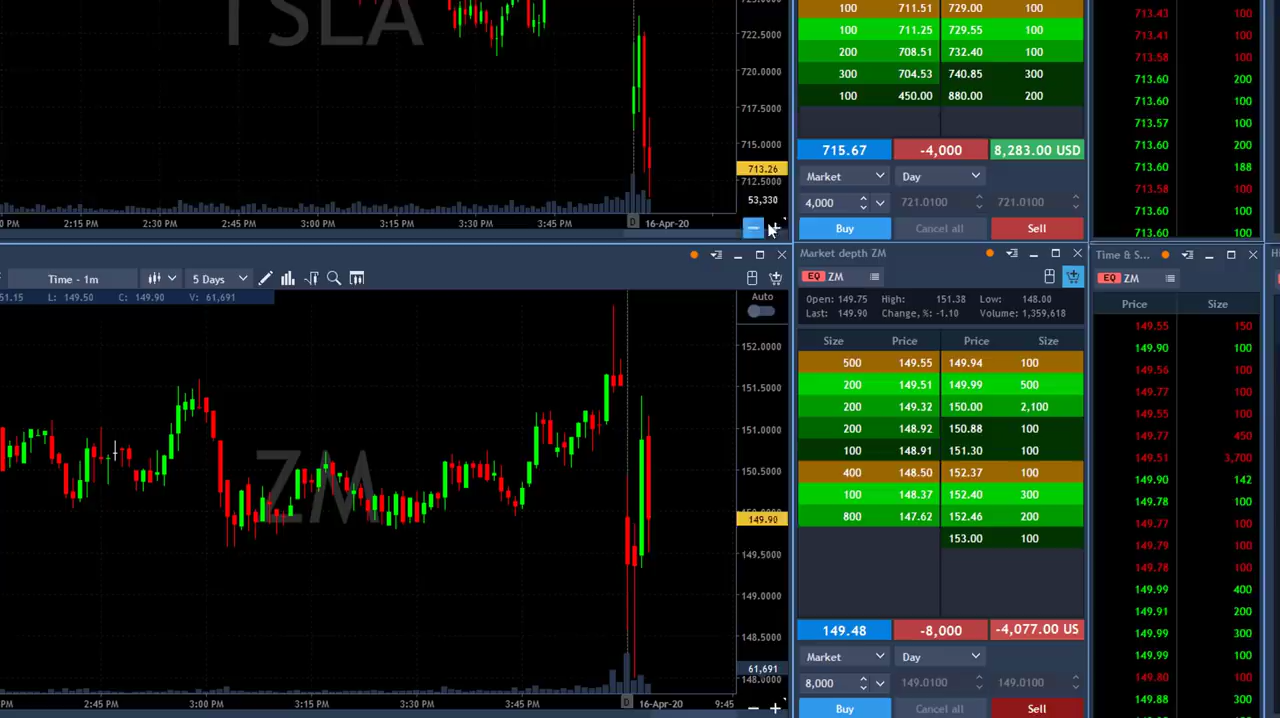 TSLA
722.5000
720.0000
717.5000
715.0000
713.26
712.5000
53,330
2:15 PM 2:30 PM 2:45 PM 3:00 PM 3:15 PM 3:30 PM 3:45 PM D 16-Apr-20
100 711.51 729.00 100
100 711.25 729.55 100
200 708.51 732.40 100
300 704.53 740.85 300
100 450.00 880.00 200
715.67 -4,000 8,283.00 USD
Market Day
4,000 721.0100 721.0100
Buy Cancel all Sell
713.43 100
713.41 100
713.58 100
713.60 200
713.60 100
713.57 100
713.60 200
713.60 188
713.58 100
713.60 100
Time - 1m 5 Days
51.15 L: 149.50 C: 149.90 V: 61,691
Auto
ZM
152.0000
151.5000
151.0000
150.5000
149.90
149.5000
149.0000
148.5000
61,691
148.0000
2:45 PM 3:00 PM 3:15 PM 3:30 PM 3:45 PM D 16-Apr-20 9:45
Market depth ZM
EQ ZM
Open: 149.75 High: 151.38 Low: 148.00
Last: 149.90 Change, %: -1.10 Volume: 1,359,618
Size Price Price Size
500 149.55 149.94 100
200 149.51 149.99 500
200 149.32 150.00 2,100
200 148.92 150.88 100
100 148.91 151.30 100
400 148.50 152.37 100
100 148.37 152.40 300
800 147.62 152.46 200
153.00 100
149.48 -8,000 -4,077.00 US
Market Day
8,000 149.0100 149.0100
Buy Cancel all Sell
Time & S...
EQ ZM
Price Size
149.55 150
149.90 100
149.56 100
149.77 100
149.55 100
149.77 450
149.51 3,700
149.90 142
149.78 100
149.77 100
149.79 100
149.78 100
149.99 400
149.91 200
149.99 300
149.99 100
149.80 100
149.88 300